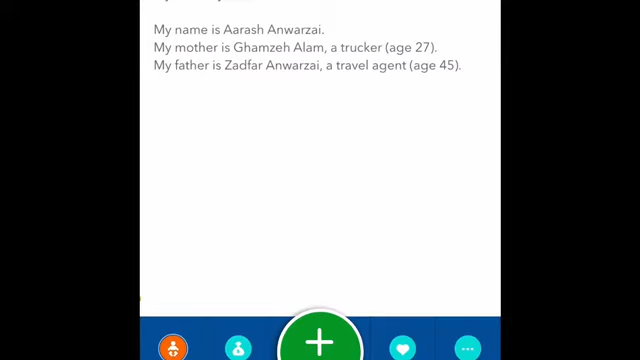 My name is Aarash Anwarzai.
My mother is Ghamzeh Alam, a trucker (age 27).
My father is Zadfar Anwarzai, a travel agent (age 45).